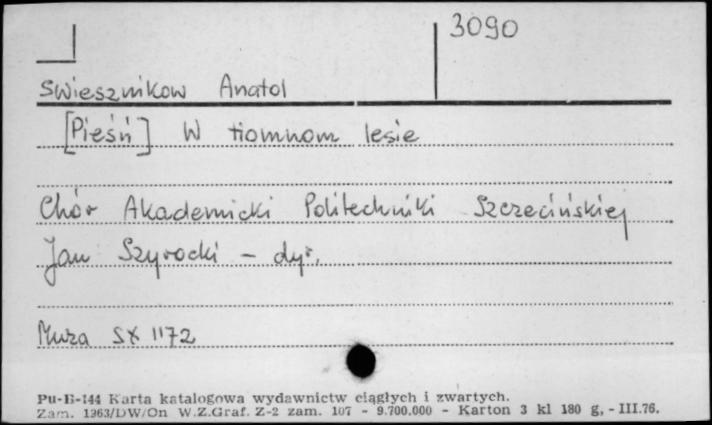 3090
Swiesznikow Anatol
[Pieśń] W tiomnom lesie
Chór Akademicki Politechniki Szczecińskiej
Jan Szyrocki - dyr.
Muza SX 1172
Pu-B-144 Karta katalogowa wydawnictw ciągłych i zwartych.
Zam. 1363/DW/On W.Z.Graf. Z-2 zam. 107 - 9.700.000 - Karton 3 kl 180 g, - III.76.